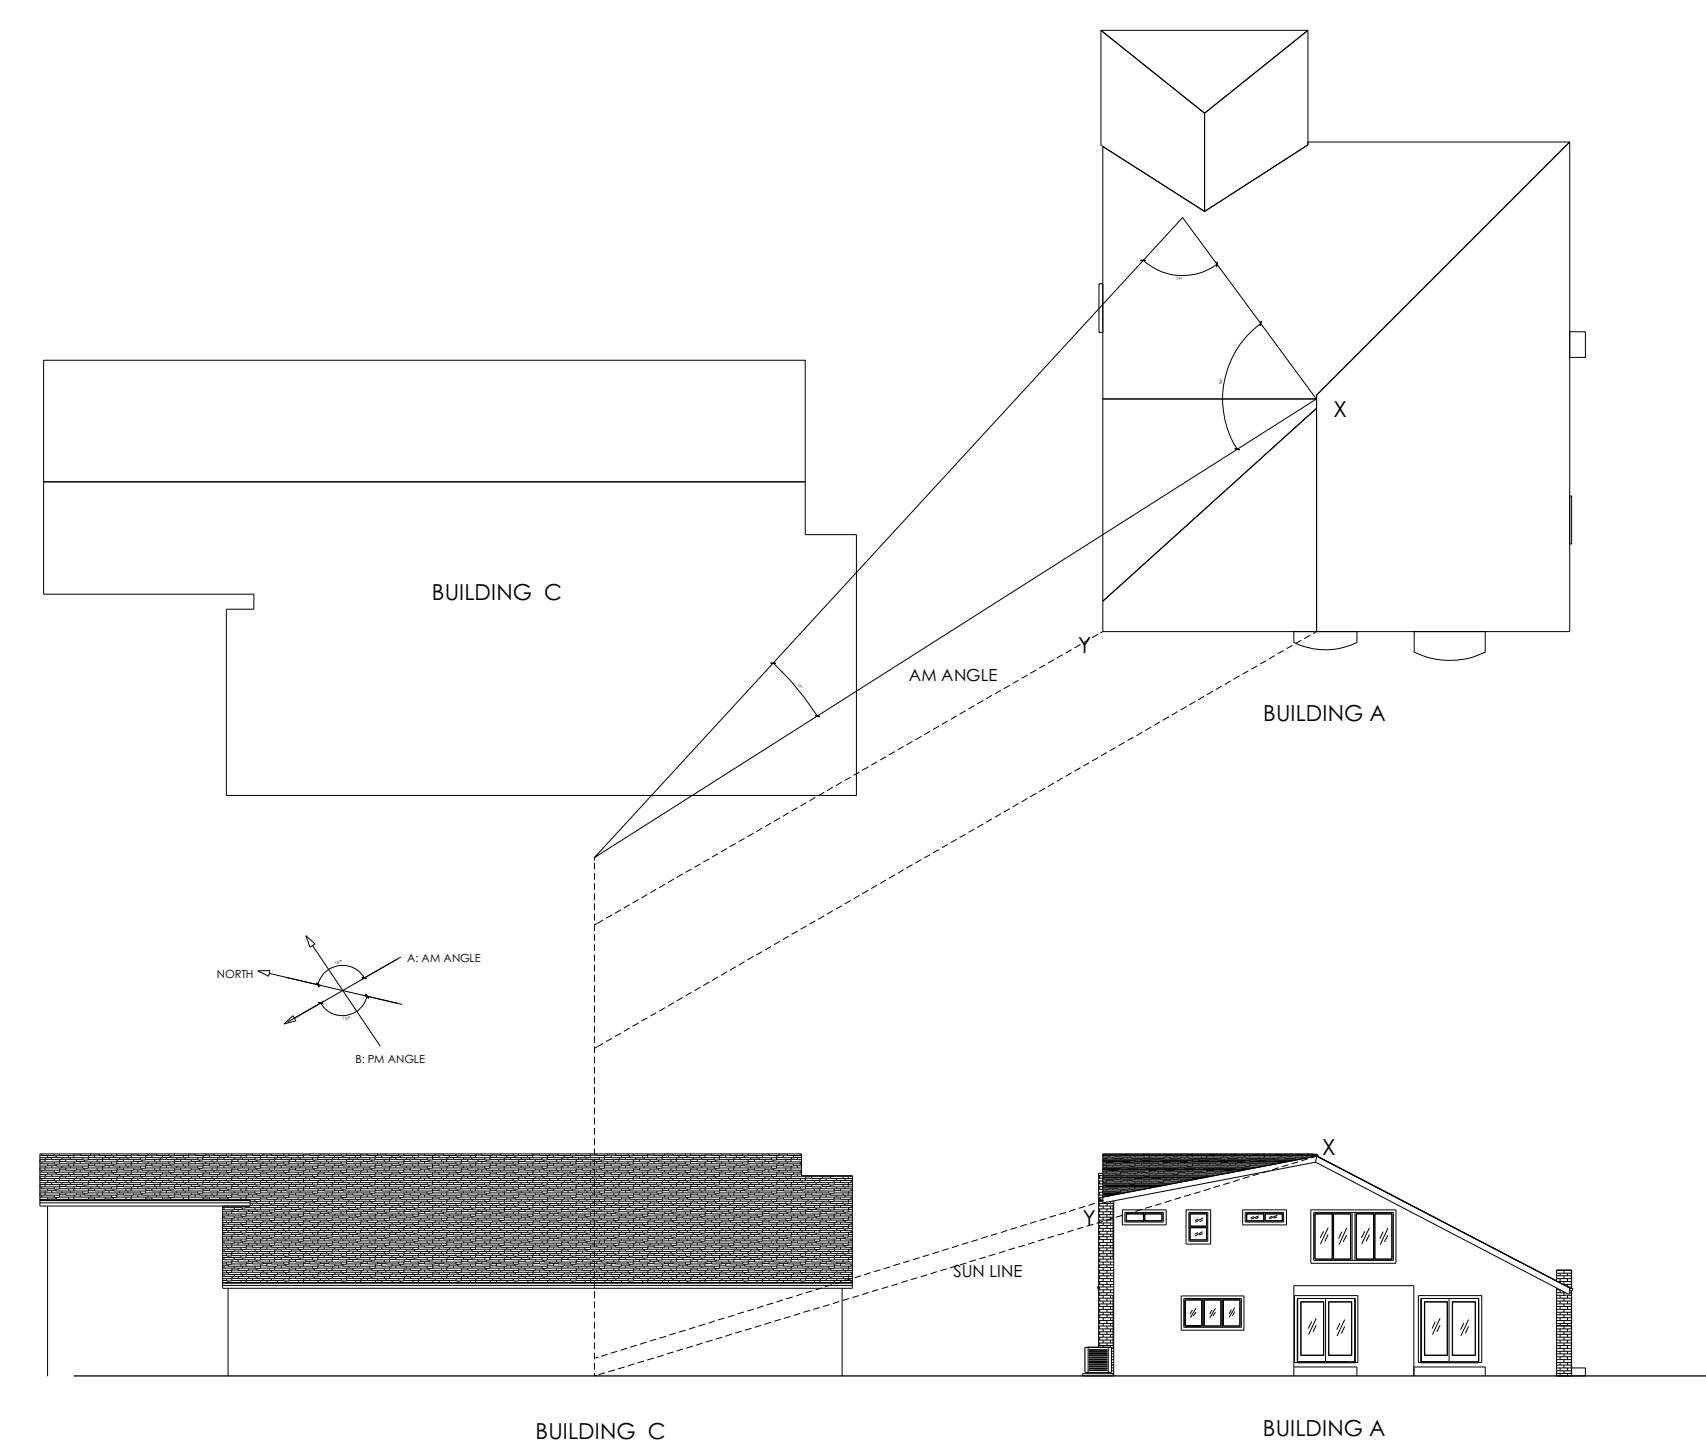 X
BUILDING C
Y
AM ANGLE
BUILDING A
NORTH
A: AM ANGLE
B: PM ANGLE
X
Y
SUN LINE
BUILDING C
BUILDING A